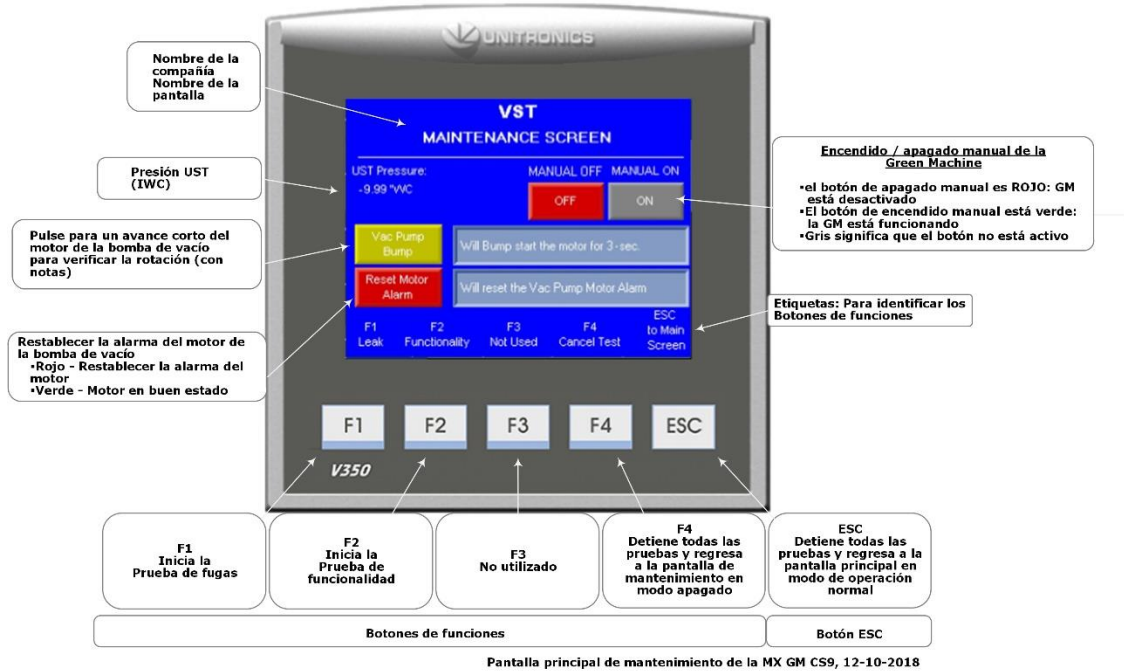 UNITRONICS
Nombre de la
compañía
Nombre de la
pantalla
VST
MAINTENANCE SCREEN
Presión UST
(IWC)
UST Pressure:
-9.99 "WC
MANUAL OFF MANUAL ON
OFF
ON
Encendido / apagado manual de la
Green Machine
▪el botón de apagado manual es ROJO: GM
está desactivado
▪El botón de encendido manual está verde:
la GM está funcionando
▪Gris significa que el botón no está activo
Pulse para un avance corto del
motor de la bomba de vacío
para verificar la rotación (con
notas)
Vac Pump
Bump
Will Bump start the motor for 3-sec.
Reset Motor
Alarm
Will reset the Vac Pump Motor Alarm
Restablecer la alarma del motor de
la bomba de vacío
▪Rojo - Restablecer la alarma del
motor
▪Verde - Motor en buen estado
F1
Leak
F2
Functionality
F3
Not Used
F4
Cancel Test
ESC
to Main
Screen
Etiquetas: Para identificar los
Botones de funciones
F1 F2 F3 F4 ESC
V350
F1
Inicia la
Prueba de fugas
F2
Inicia la
Prueba de
funcionalidad
F3
No utilizado
F4
Detiene todas las
pruebas y regresa
a la pantalla de
mantenimiento en
modo apagado
ESC
Detiene todas las
pruebas y regresa a la
pantalla principal en
modo de operación
normal
Botones de funciones
Botón ESC
Pantalla principal de mantenimiento de la MX GM CS9, 12-10-2018